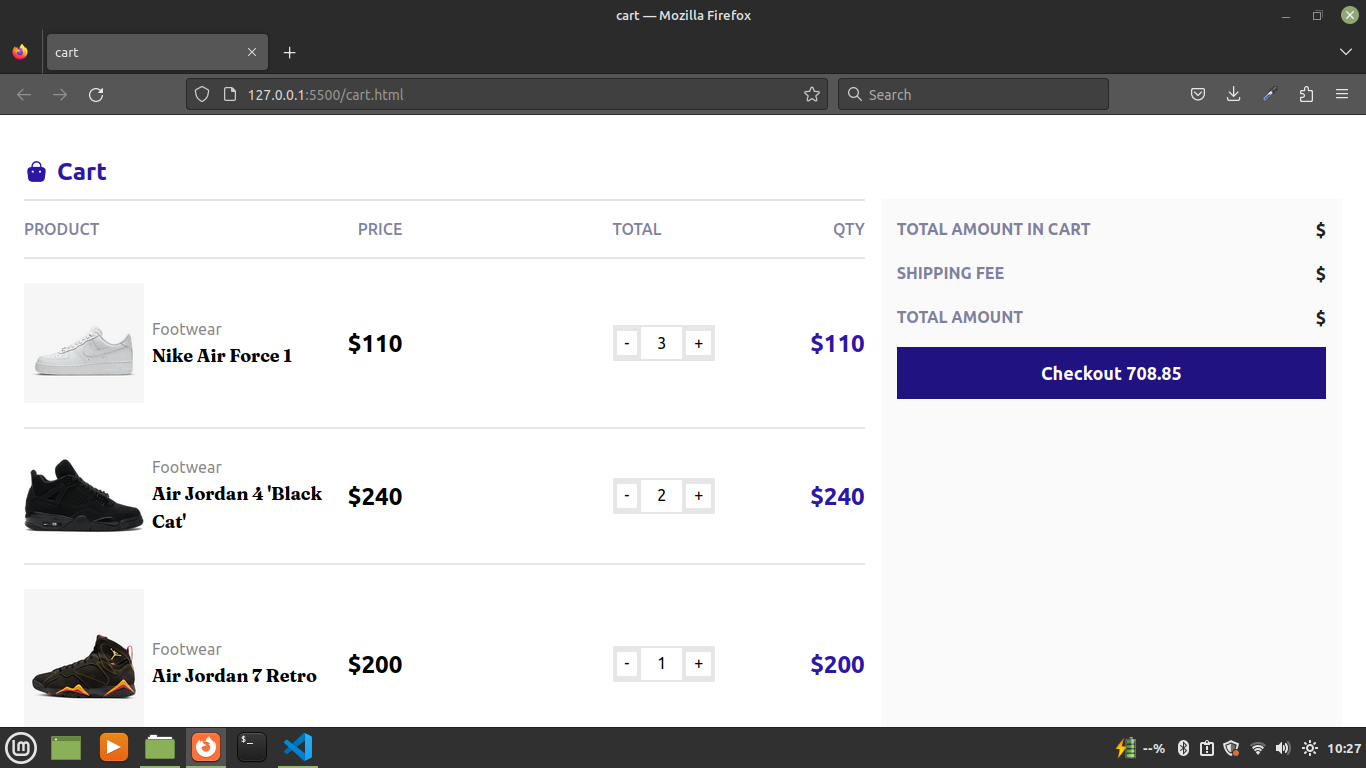 cart — Mozilla Firefox
cart
127.0.0.1:5500/cart.html
Search
Cart
PRODUCT PRICE TOTAL QTY
Footwear
Nike Air Force 1
$110 - 3 + $110
Footwear
Air Jordan 4 'Black
Cat'
$240 - 2 + $240
Footwear
Air Jordan 7 Retro
$200 - 1 + $200
TOTAL AMOUNT IN CART $
SHIPPING FEE $
TOTAL AMOUNT $
Checkout 708.85
--% 10:27